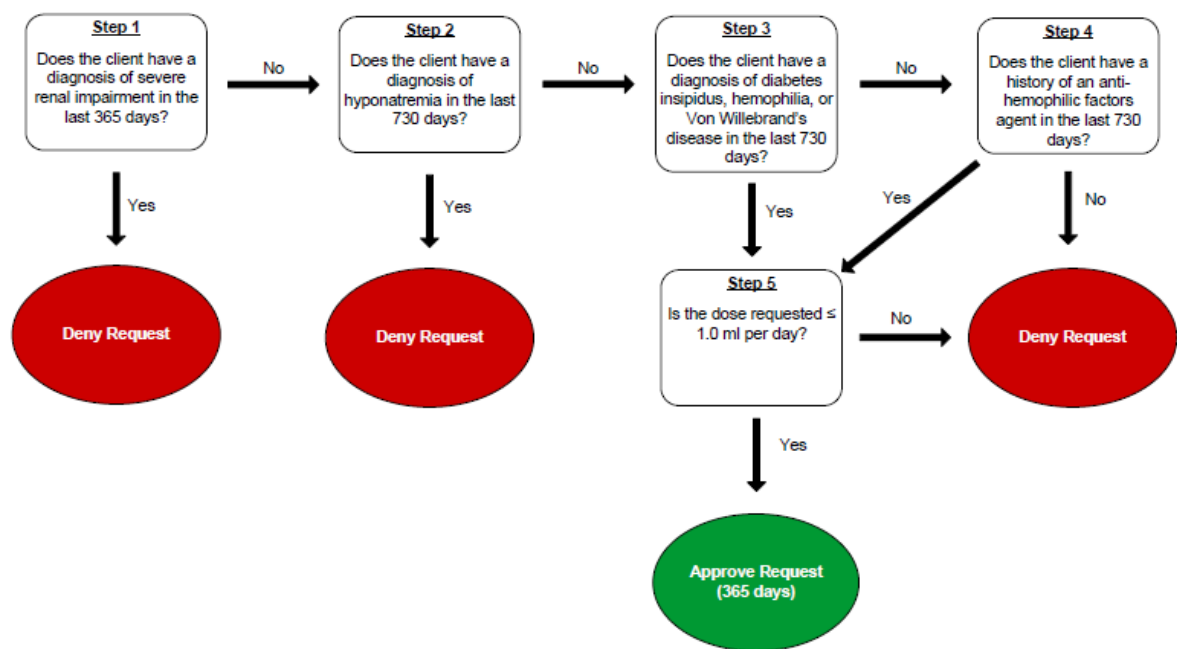 Step 1
Does the client have a
diagnosis of severe
renal impairment in the
last 365 days?
No
Step 2
Does the client have a
diagnosis of
hyponatremia in the last
730 days?
No
Step 3
Does the client have a
diagnosis of diabetes
insipidus, hemophilia, or
Von Willebrand's
disease in the last 730
days?
No
Step 4
Does the client have a
history of an anti-
hemophilic factors
agent in the last 730
days?
Yes
Yes
Yes
Yes
No
Deny Request
Deny Request
Step 5
Is the dose requested ≤
1.0 ml per day?
No
Deny Request
Yes
Approve Request
(365 days)